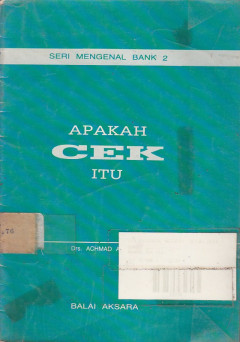 SERI MENGENAL BANK 2
APAKAH
CEK
ITU
Drs. ACHMAD
BALAI AKSARA